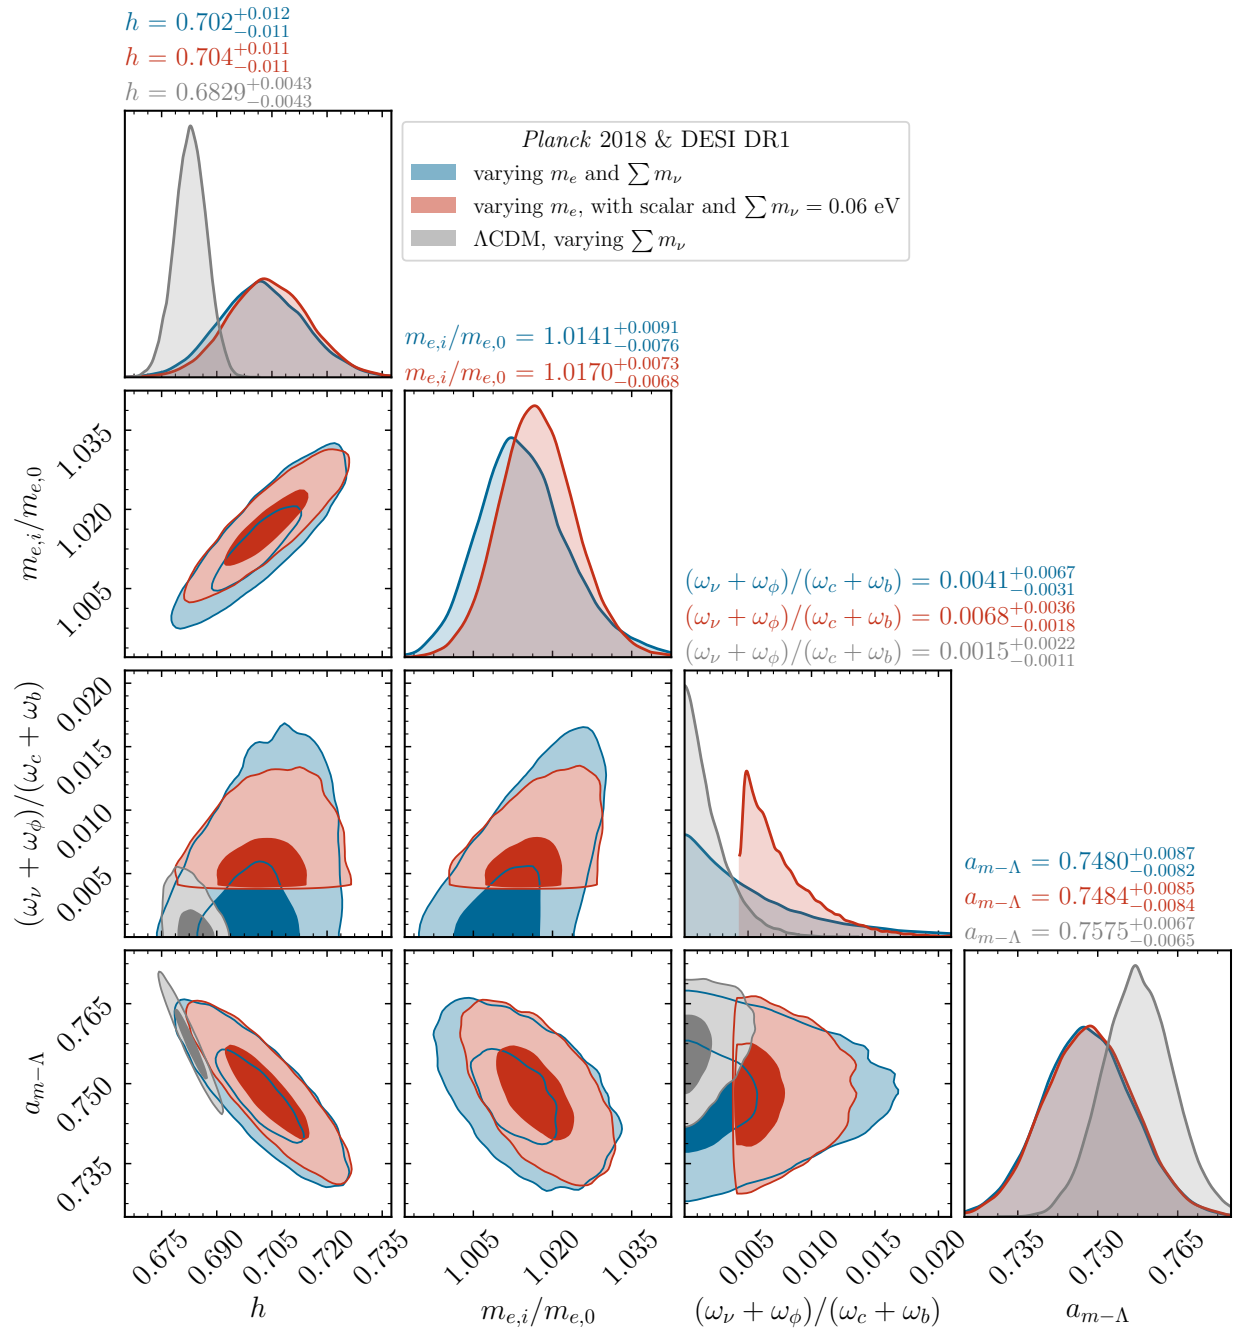 h = 0.702^{+0.012}_{-0.011}
h = 0.704^{+0.011}_{-0.011}
h = 0.6829^{+0.0043}_{-0.0043}
Planck 2018 & DESI DR1
varying m_e and ∑ m_ν
varying m_e, with scalar and ∑ m_ν = 0.06 eV
ΛCDM, varying ∑ m_ν
m_{e,i}/m_{e,0} = 1.0141^{+0.0091}_{-0.0076}
m_{e,i}/m_{e,0} = 1.0170^{+0.0073}_{-0.0068}
m_{e,i}/m_{e,0}
1.035
1.020
1.005
(ω_ν + ω_φ)/(ω_c + ω_b) = 0.0041^{+0.0067}_{-0.0031}
(ω_ν + ω_φ)/(ω_c + ω_b) = 0.0068^{+0.0036}_{-0.0018}
(ω_ν + ω_φ)/(ω_c + ω_b) = 0.0015^{+0.0022}_{-0.0011}
(ω_ν + ω_φ)/(ω_c + ω_b)
0.020
0.015
0.010
0.005
a_{m-Λ} = 0.7480^{+0.0087}_{-0.0082}
a_{m-Λ} = 0.7484^{+0.0085}_{-0.0084}
a_{m-Λ} = 0.7575^{+0.0067}_{-0.0065}
a_{m-Λ}
0.765
0.750
0.735
0.675 0.690 0.705 0.720 0.735
1.005 1.020 1.035
0.005 0.010 0.015 0.020
0.735 0.750 0.765
h
m_{e,i}/m_{e,0}
(ω_ν + ω_φ)/(ω_c + ω_b)
a_{m-Λ}